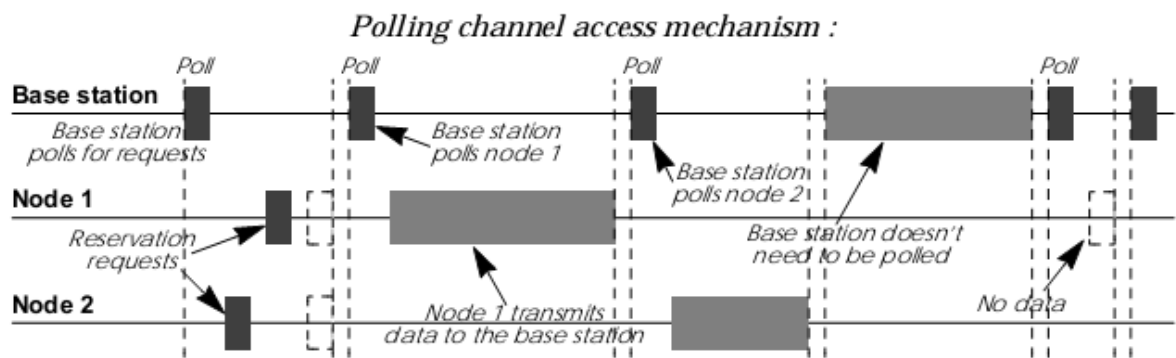 Polling channel access mechanism :
Poll
Poll
Poll
Poll
Base station
Base station
polls for requests
Base station
polls node 1
Base station
polls node 2
Node 1
Reservation
requests
Base station doesn't
need to be polled
Node 2
Node 1 transmits
data to the base station
No data